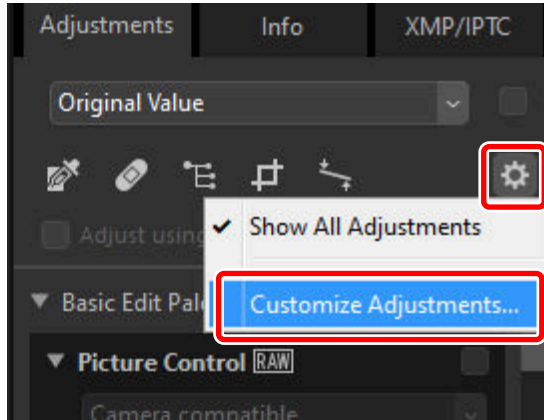 Adjustments Info XMP/IPTC
Original Value
Adjust using
Show All Adjustments
Customize Adjustments...
Basic Edit
Picture Control RAW
Camera compatible